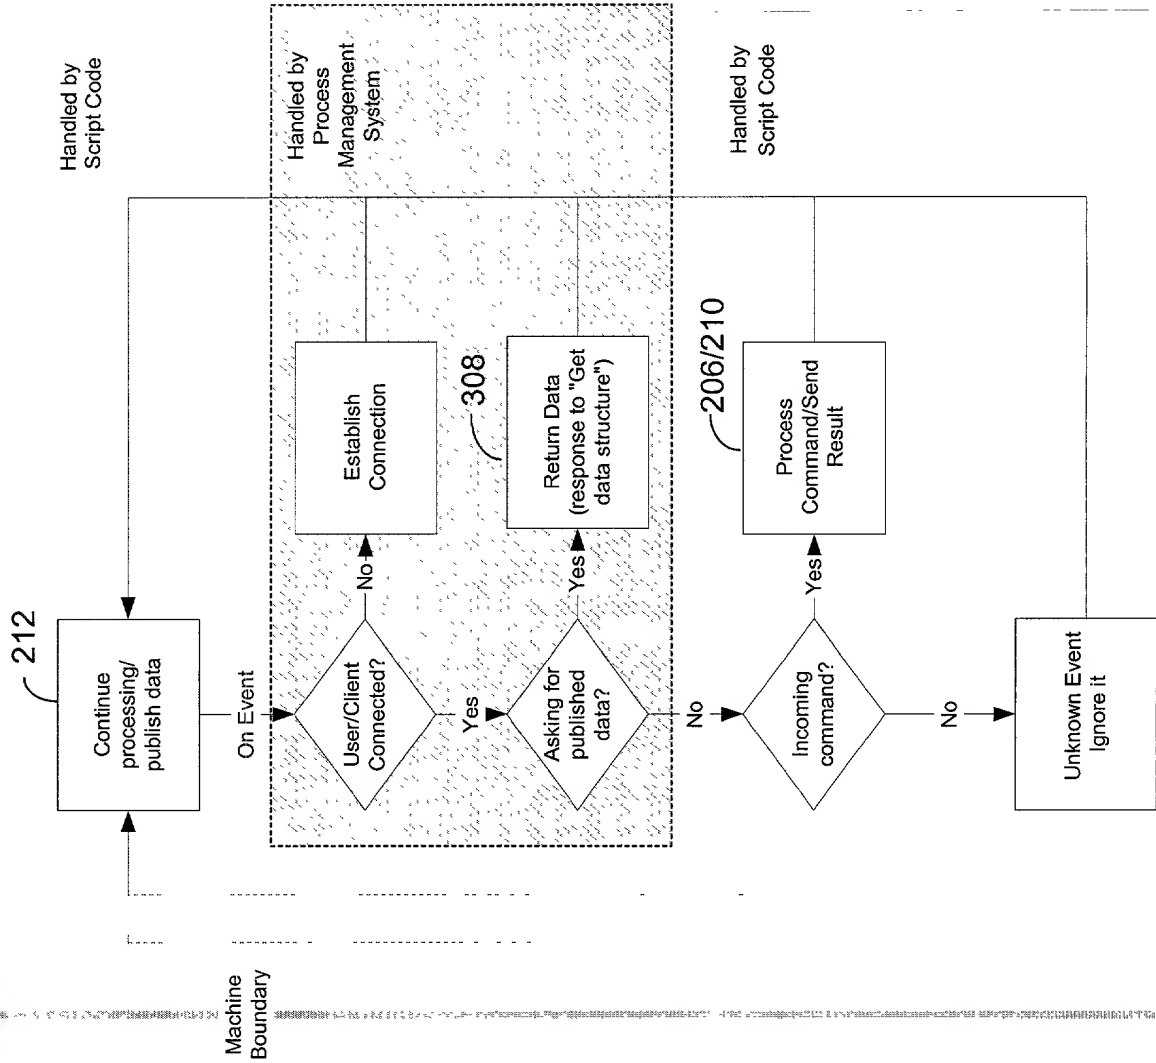 Handled by
Script Code
212
Continue
processing/
publish data
On Event
Handled by
Process
Management
System
User/Client
Connected?
No
Establish
Connection
Yes
308
Asking for
published
data?
Yes
Return Data
(response to "Get
data structure")
No
Handled by
Script Code
206/210
Incoming
command?
Yes
Process
Command/Send
Result
No
Unknown Event
Ignore it
Machine
Boundary